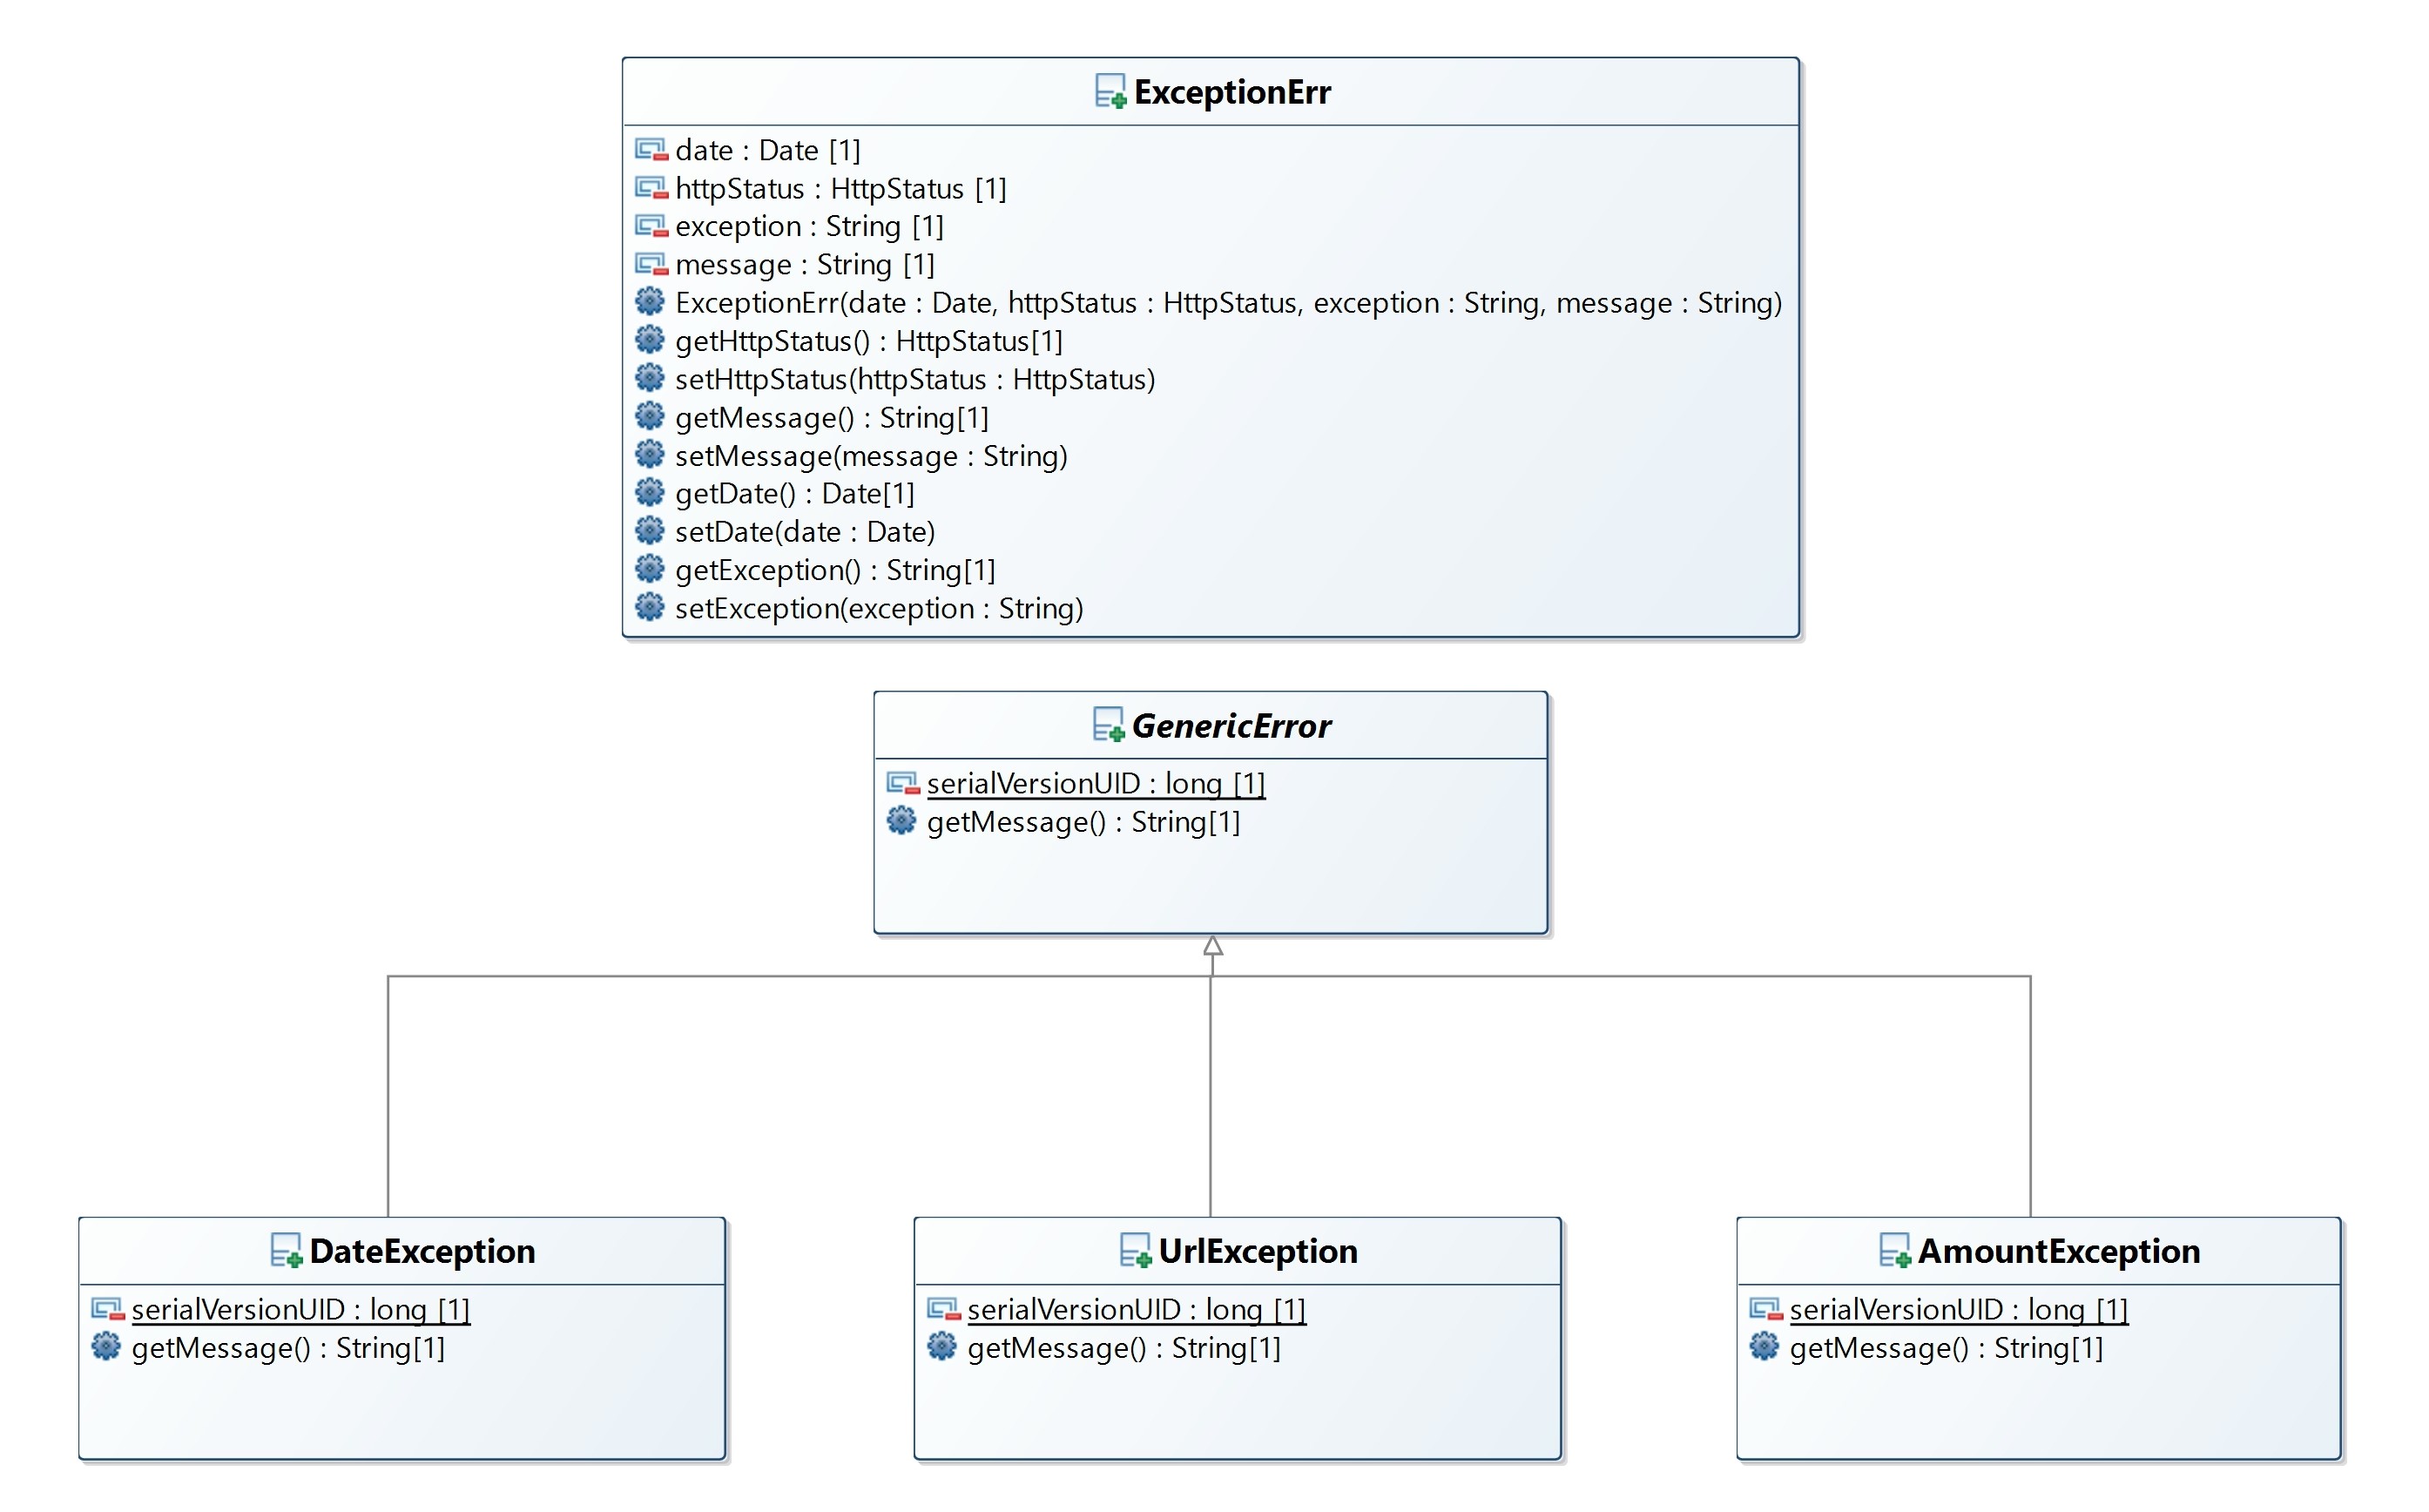 ExceptionErr
date : Date [1]
httpStatus : HttpStatus [1]
exception : String [1]
message : String [1]
ExceptionErr(date : Date, httpStatus : HttpStatus, exception : String, message : String)
getHttpStatus() : HttpStatus[1]
setHttpStatus(httpStatus : HttpStatus)
getMessage() : String[1]
setMessage(message : String)
getDate() : Date[1]
setDate(date : Date)
getException() : String[1]
setException(exception : String)
GenericError
serialVersionUID : long [1]
getMessage() : String[1]
DateException
serialVersionUID : long [1]
getMessage() : String[1]
UrlException
serialVersionUID : long [1]
getMessage() : String[1]
AmountException
serialVersionUID : long [1]
getMessage() : String[1]